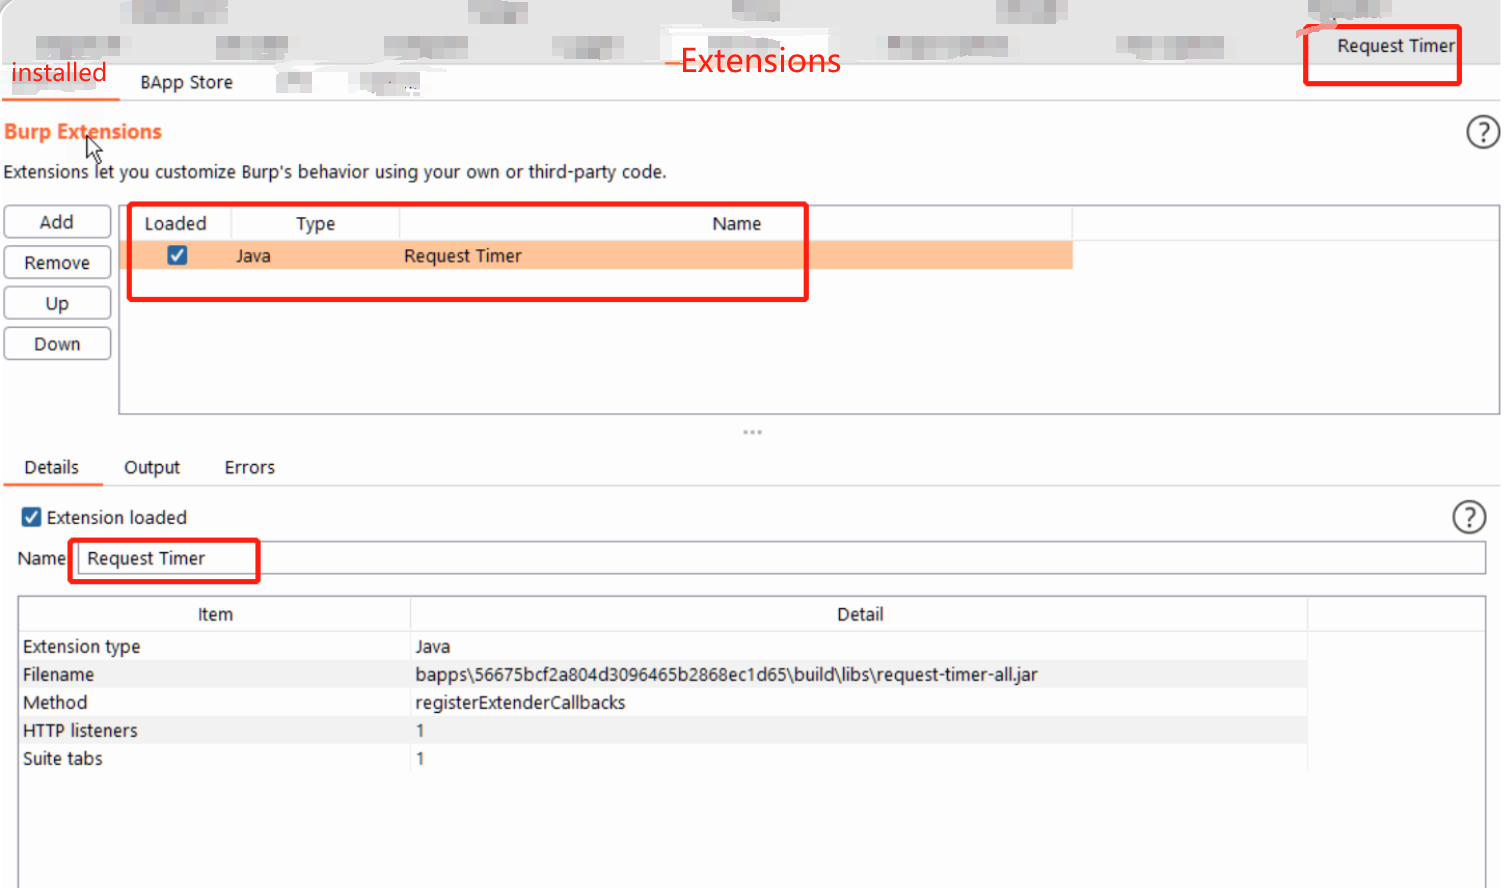 Request Timer
Extensions
installed
BApp Store
Burp Extensions
Extensions let you customize Burp's behavior using your own or third-party code.
Add
Loaded Type Name
Remove
Java Request Timer
Up
Down
Details Output Errors
Extension loaded
Name Request Timer
Item Detail
Extension type Java
Filename bapps\56675bcf2a804d3096465b2868ec1d65\build\libs\request-timer-all.jar
Method registerExtenderCallbacks
HTTP listeners 1
Suite tabs 1